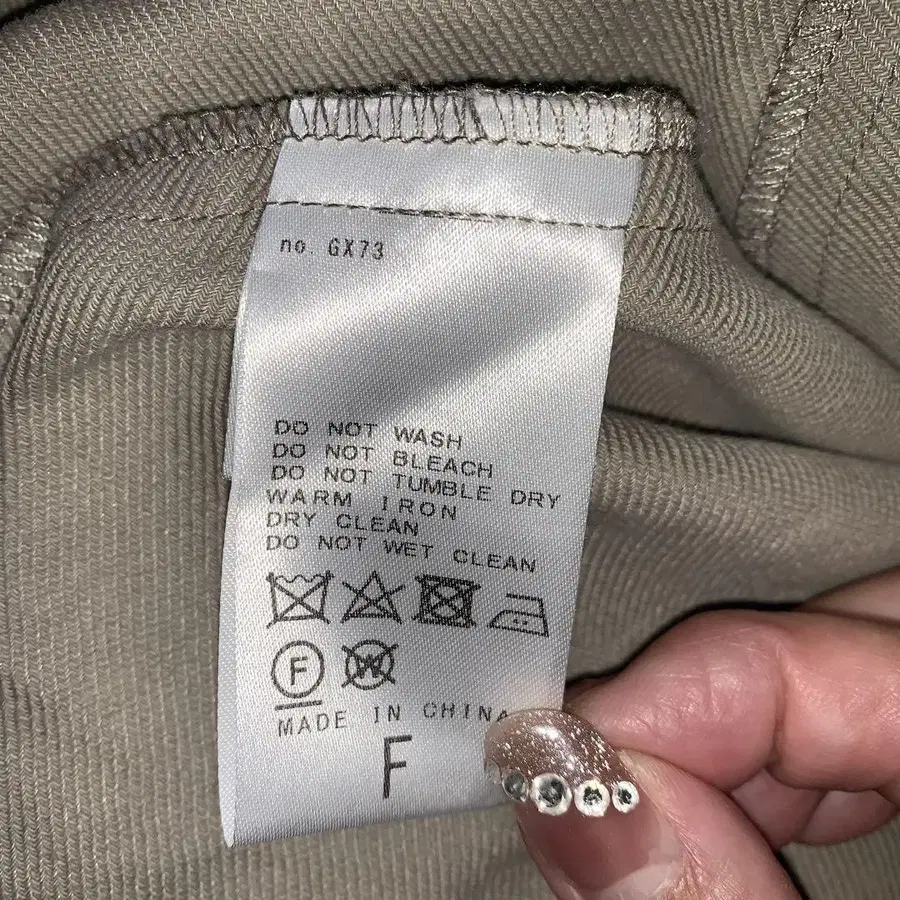 no. GX73
DO NOT WASH
DO NOT BLEACH
DO NOT TUMBLE DRY
WARM IRON
DRY CLEAN
DO NOT WET CLEAN
F W
MADE IN CHINA
F